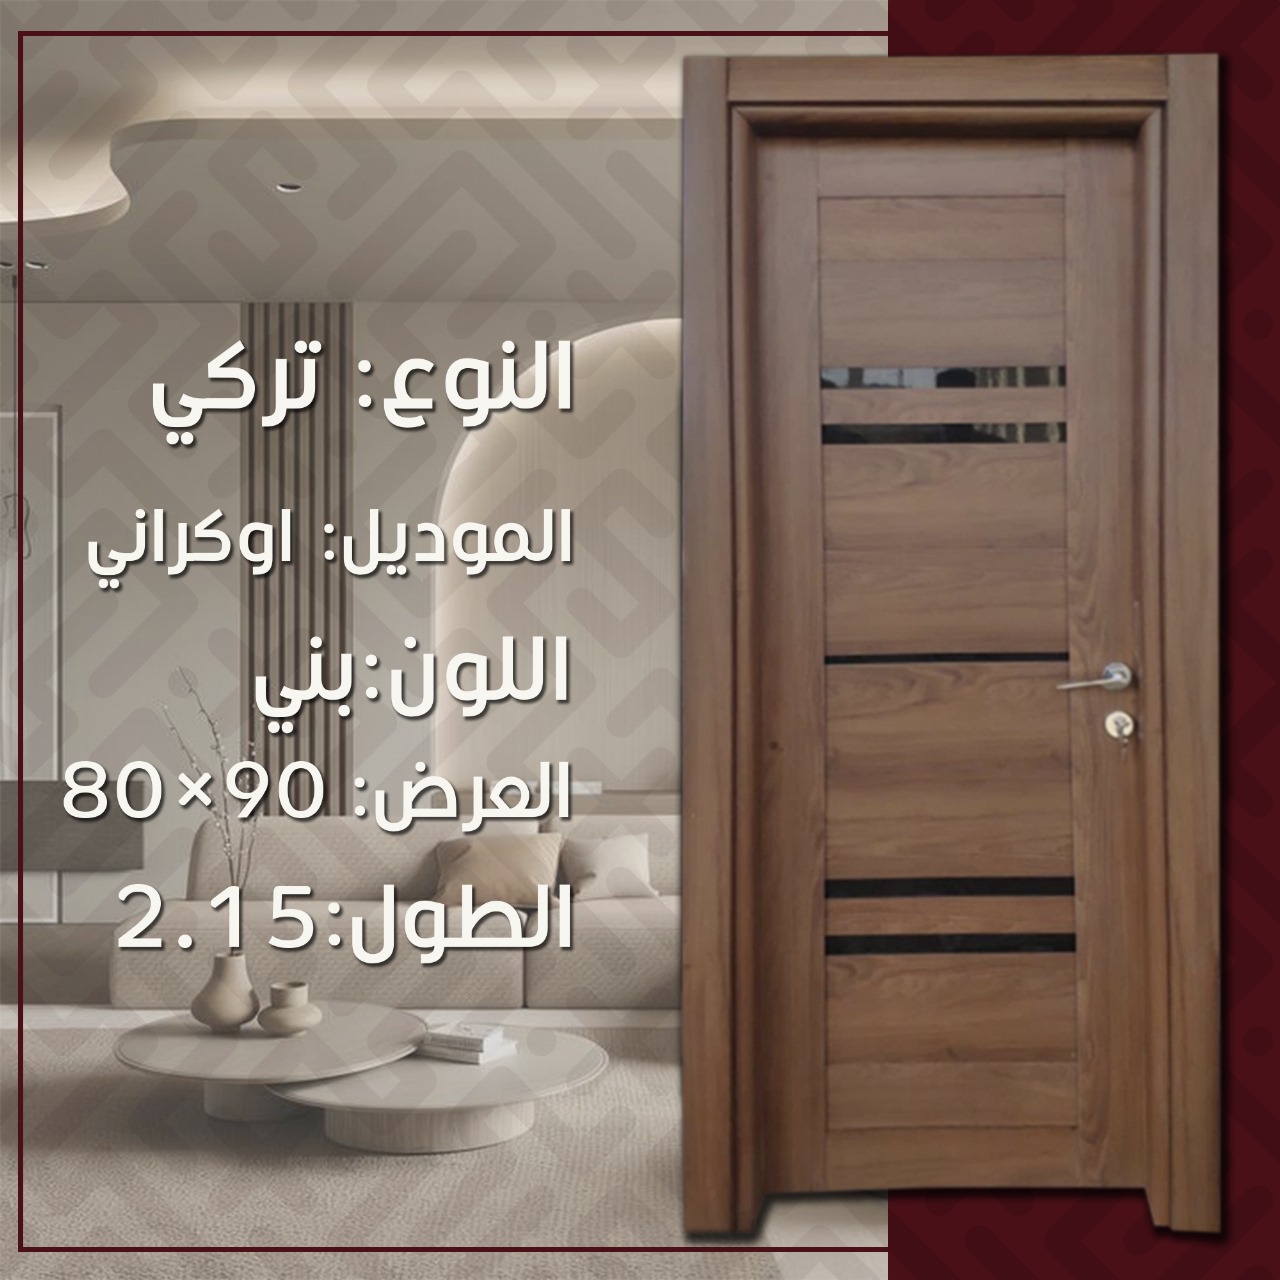 النوع: تركي
الموديل: اوكراني
اللون:بني
العرض: 90×80
الطول:2.15